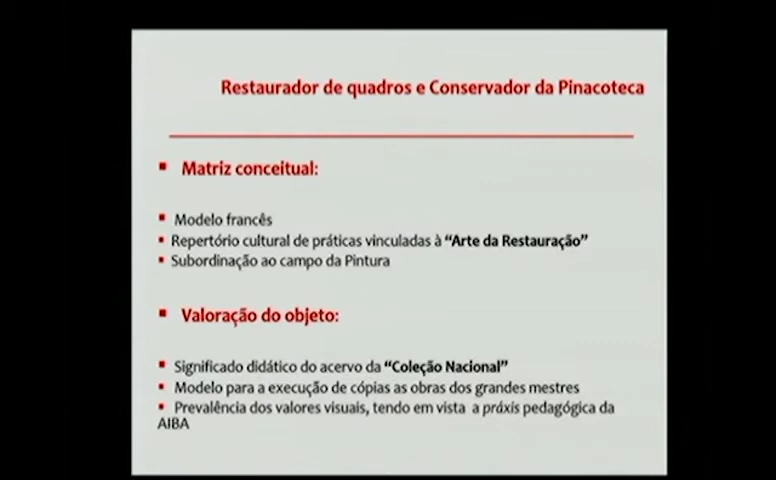 Restaurador de quadros e Conservador da Pinacoteca
Matriz conceitual:
Modelo francês
Repertório cultural de práticas vinculadas à “Arte da Restauração”
Subordinação ao campo da Pintura
Valoração do objeto:
Significado didático do acervo da “Coleção Nacional”
Modelo para a execução de cópias as obras dos grandes mestres
Prevalência dos valores visuais, tendo em vista a práxis pedagógica da
AIBA